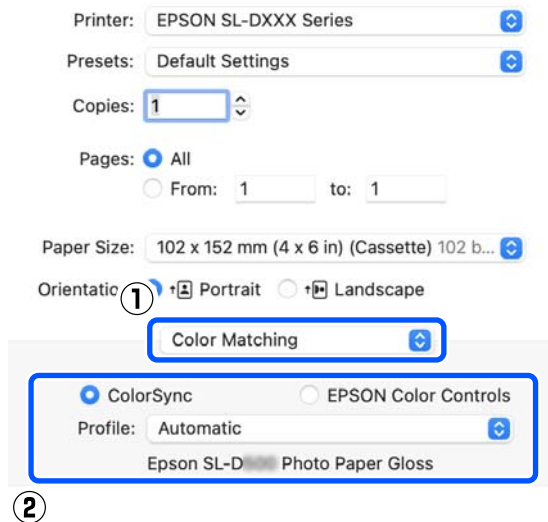 Printer: EPSON SL-DXXX Series
Presets: Default Settings
Copies: 1
Pages: All
From: 1 to: 1
Paper Size: 102 x 152 mm (4 x 6 in) (Cassette) 102 b...
Orientatio Portrait Landscape
①
Color Matching
ColorSync EPSON Color Controls
Profile: Automatic
Epson SL-D Photo Paper Gloss
②